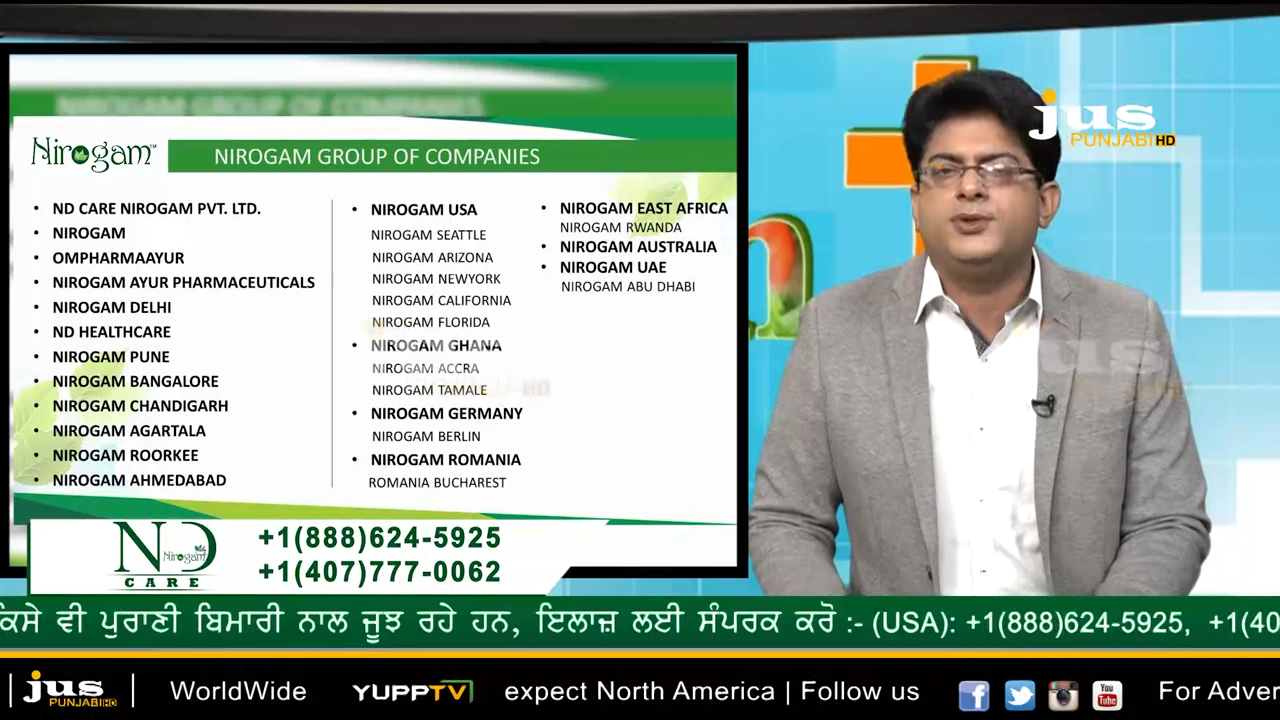 NIROGAM GROUP OF COMPANIES
Nirogam™
NIROGAM GROUP OF COMPANIES
• ND CARE NIROGAM PVT. LTD.
• NIROGAM
• OMPHARMAAYUR
• NIROGAM AYUR PHARMACEUTICALS
• NIROGAM DELHI
• ND HEALTHCARE
• NIROGAM PUNE
• NIROGAM BANGALORE
• NIROGAM CHANDIGARH
• NIROGAM AGARTALA
• NIROGAM ROORKEE
• NIROGAM AHMEDABAD
• NIROGAM USA
NIROGAM SEATTLE
NIROGAM ARIZONA
NIROGAM NEWYORK
NIROGAM CALIFORNIA
NIROGAM FLORIDA
• NIROGAM GHANA
NIROGAM ACCRA
NIROGAM TAMALE
• NIROGAM GERMANY
NIROGAM BERLIN
• NIROGAM ROMANIA
ROMANIA BUCHAREST
• NIROGAM EAST AFRICA
NIROGAM RWANDA
• NIROGAM AUSTRALIA
• NIROGAM UAE
NIROGAM ABU DHABI
jus
PUNJABI HD
jus
ND
Nirogam
CARE
+1(888)624-5925
+1(407)777-0062
ਕਿਸੇ ਵੀ ਪੁਰਾਣੀ ਬਿਮਾਰੀ ਨਾਲ ਜੂਝ ਰਹੇ ਹਨ, ਇਲਾਜ਼ ਲਈ ਸੰਪਰਕ ਕਰੋ :- (USA): +1(888)624-5925, +1(40
| jus PUNJABI HD | WorldWide YUPPTV expect North America | Follow us You Tube For Adver